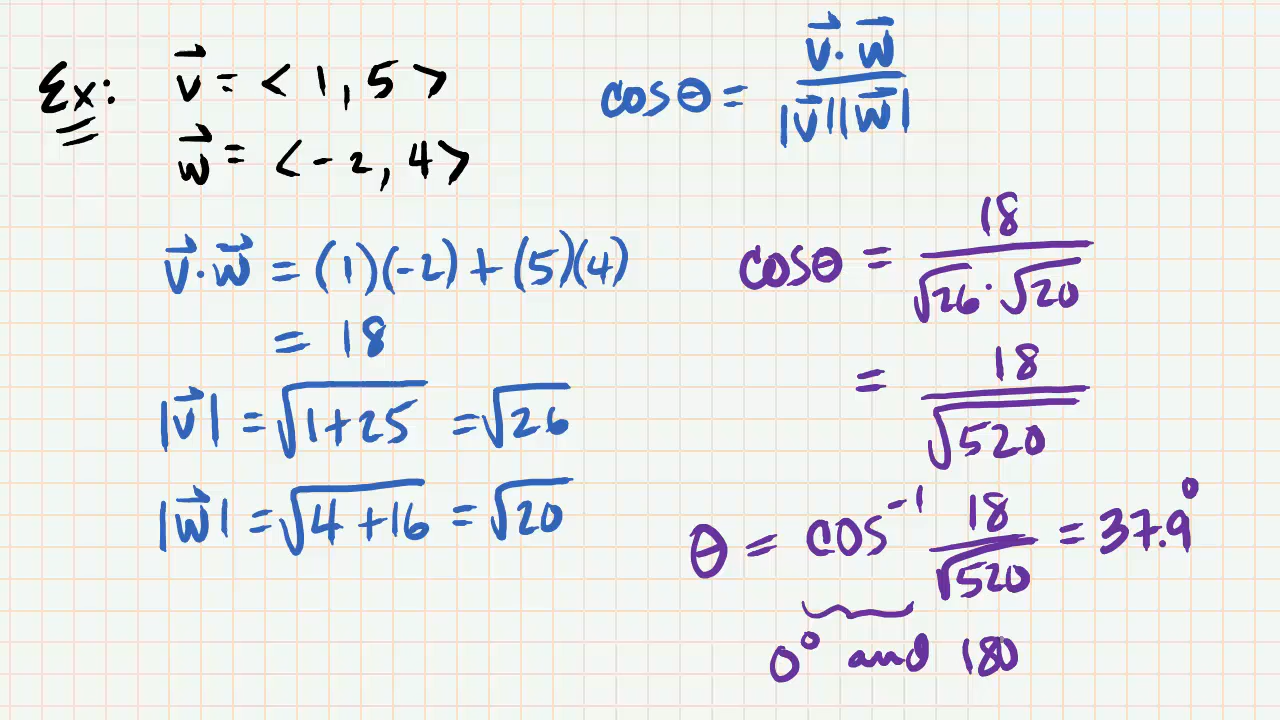 Ex: v⃗ = < 1, 5 >
w⃗ = < -2, 4 >
cosθ = v⃗ · w⃗ / |v⃗||w⃗|
v⃗ · w⃗ = (1)(-2) + (5)(4)
= 18
|v⃗| = √(1+25) = √26
|w⃗| = √(4+16) = √20
cosθ = 18 / √26 · √20
= 18 / √520
θ = cos⁻¹ 18 / √520 = 37.9°
0° and 180